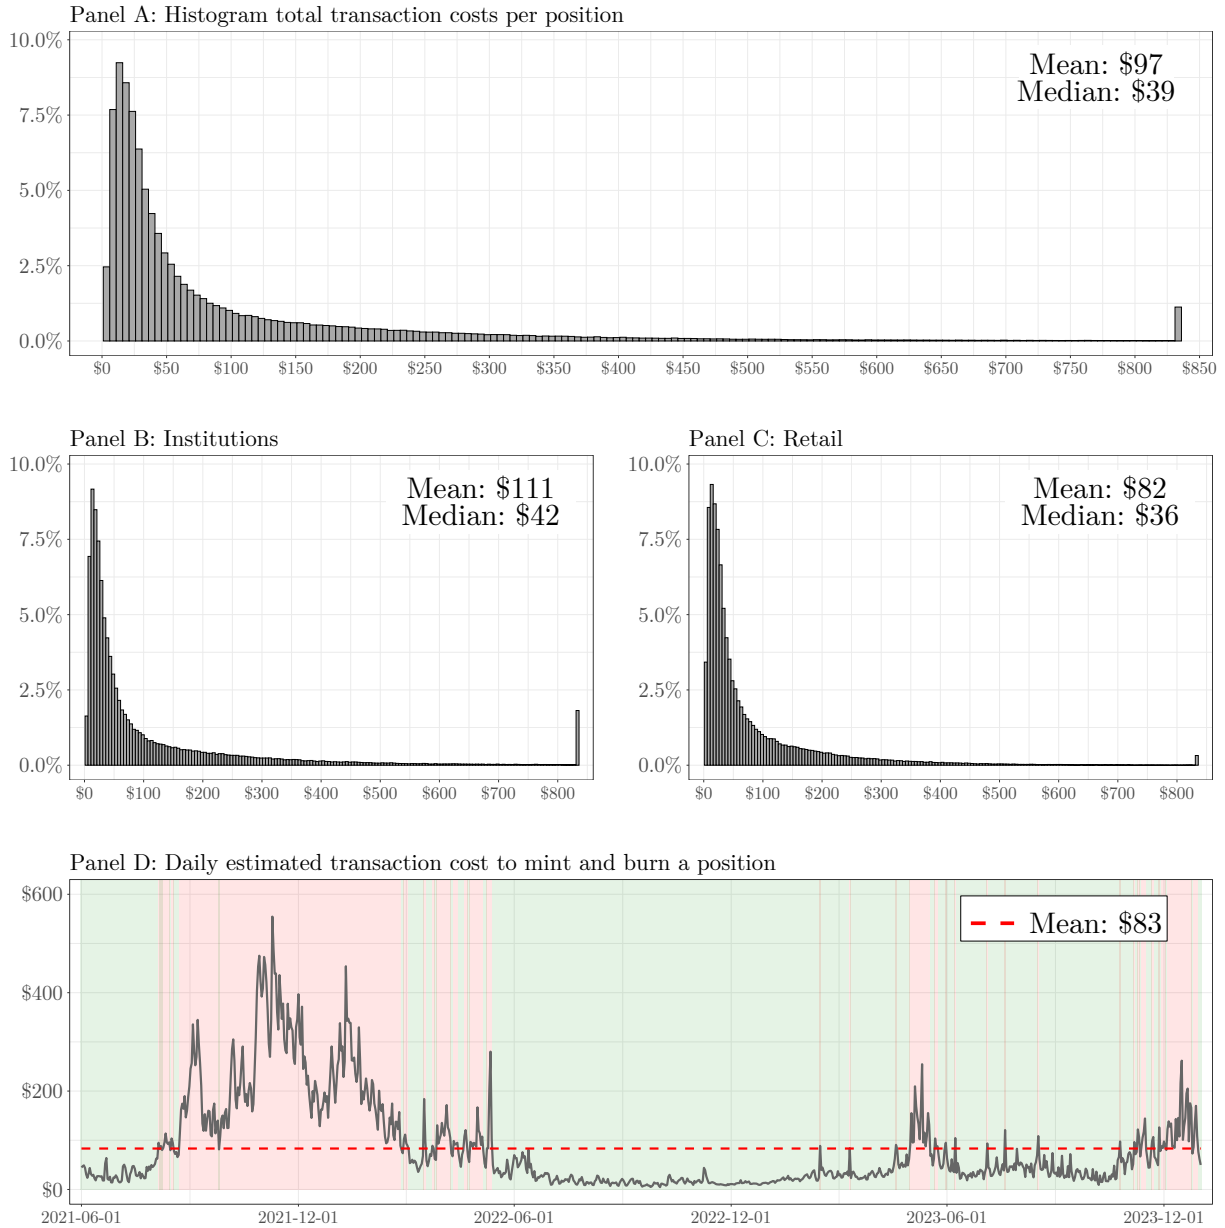 Panel A: Histogram total transaction costs per position
10.0%
7.5%
5.0%
2.5%
0.0%
Mean: $97
Median: $39
$0 $50 $100 $150 $200 $250 $300 $350 $400 $450 $500 $550 $600 $650 $700 $750 $800 $850
Panel B: Institutions
10.0%
7.5%
5.0%
2.5%
0.0%
Mean: $111
Median: $42
$0 $100 $200 $300 $400 $500 $600 $700 $800
Panel C: Retail
10.0%
7.5%
5.0%
2.5%
0.0%
Mean: $82
Median: $36
$0 $100 $200 $300 $400 $500 $600 $700 $800
Panel D: Daily estimated transaction cost to mint and burn a position
$600
$400
$200
$0
Mean: $83
2021-06-01 2021-12-01 2022-06-01 2022-12-01 2023-06-01 2023-12-01